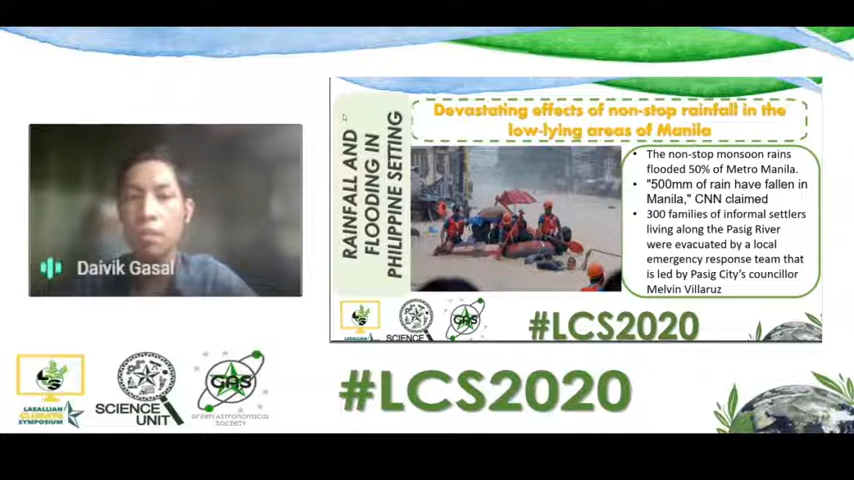 Devastating effects of non-stop rainfall in the
low-lying areas of Manila
RAINFALL AND
FLOODING IN
PHILIPPINE SETTING
• The non-stop monsoon rains
flooded 50% of Metro Manila.
• "500mm of rain have fallen in
Manila," CNN claimed
• 300 families of informal settlers
living along the Pasig River
were evacuated by a local
emergency response team that
is led by Pasig City's councillor
Melvin Villaruz
Daivik Gasal
GAS
SCIENCE
#LCS2020
LASALLIAN
CLIMATE
SYMPOSIUM
SCIENCE
UNIT
GAS
GREEN ASTRONOMICAL
SOCIETY
#LCS2020